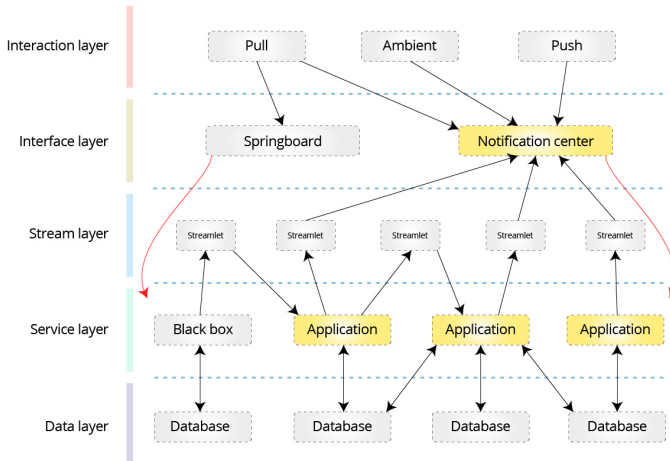 Interaction layer
Pull
Ambient
Push
Interface layer
Springboard
Notification center
Stream layer
Streamlet
Streamlet
Streamlet
Streamlet
Streamlet
Service layer
Black box
Application
Application
Application
Data layer
Database
Database
Database
Database